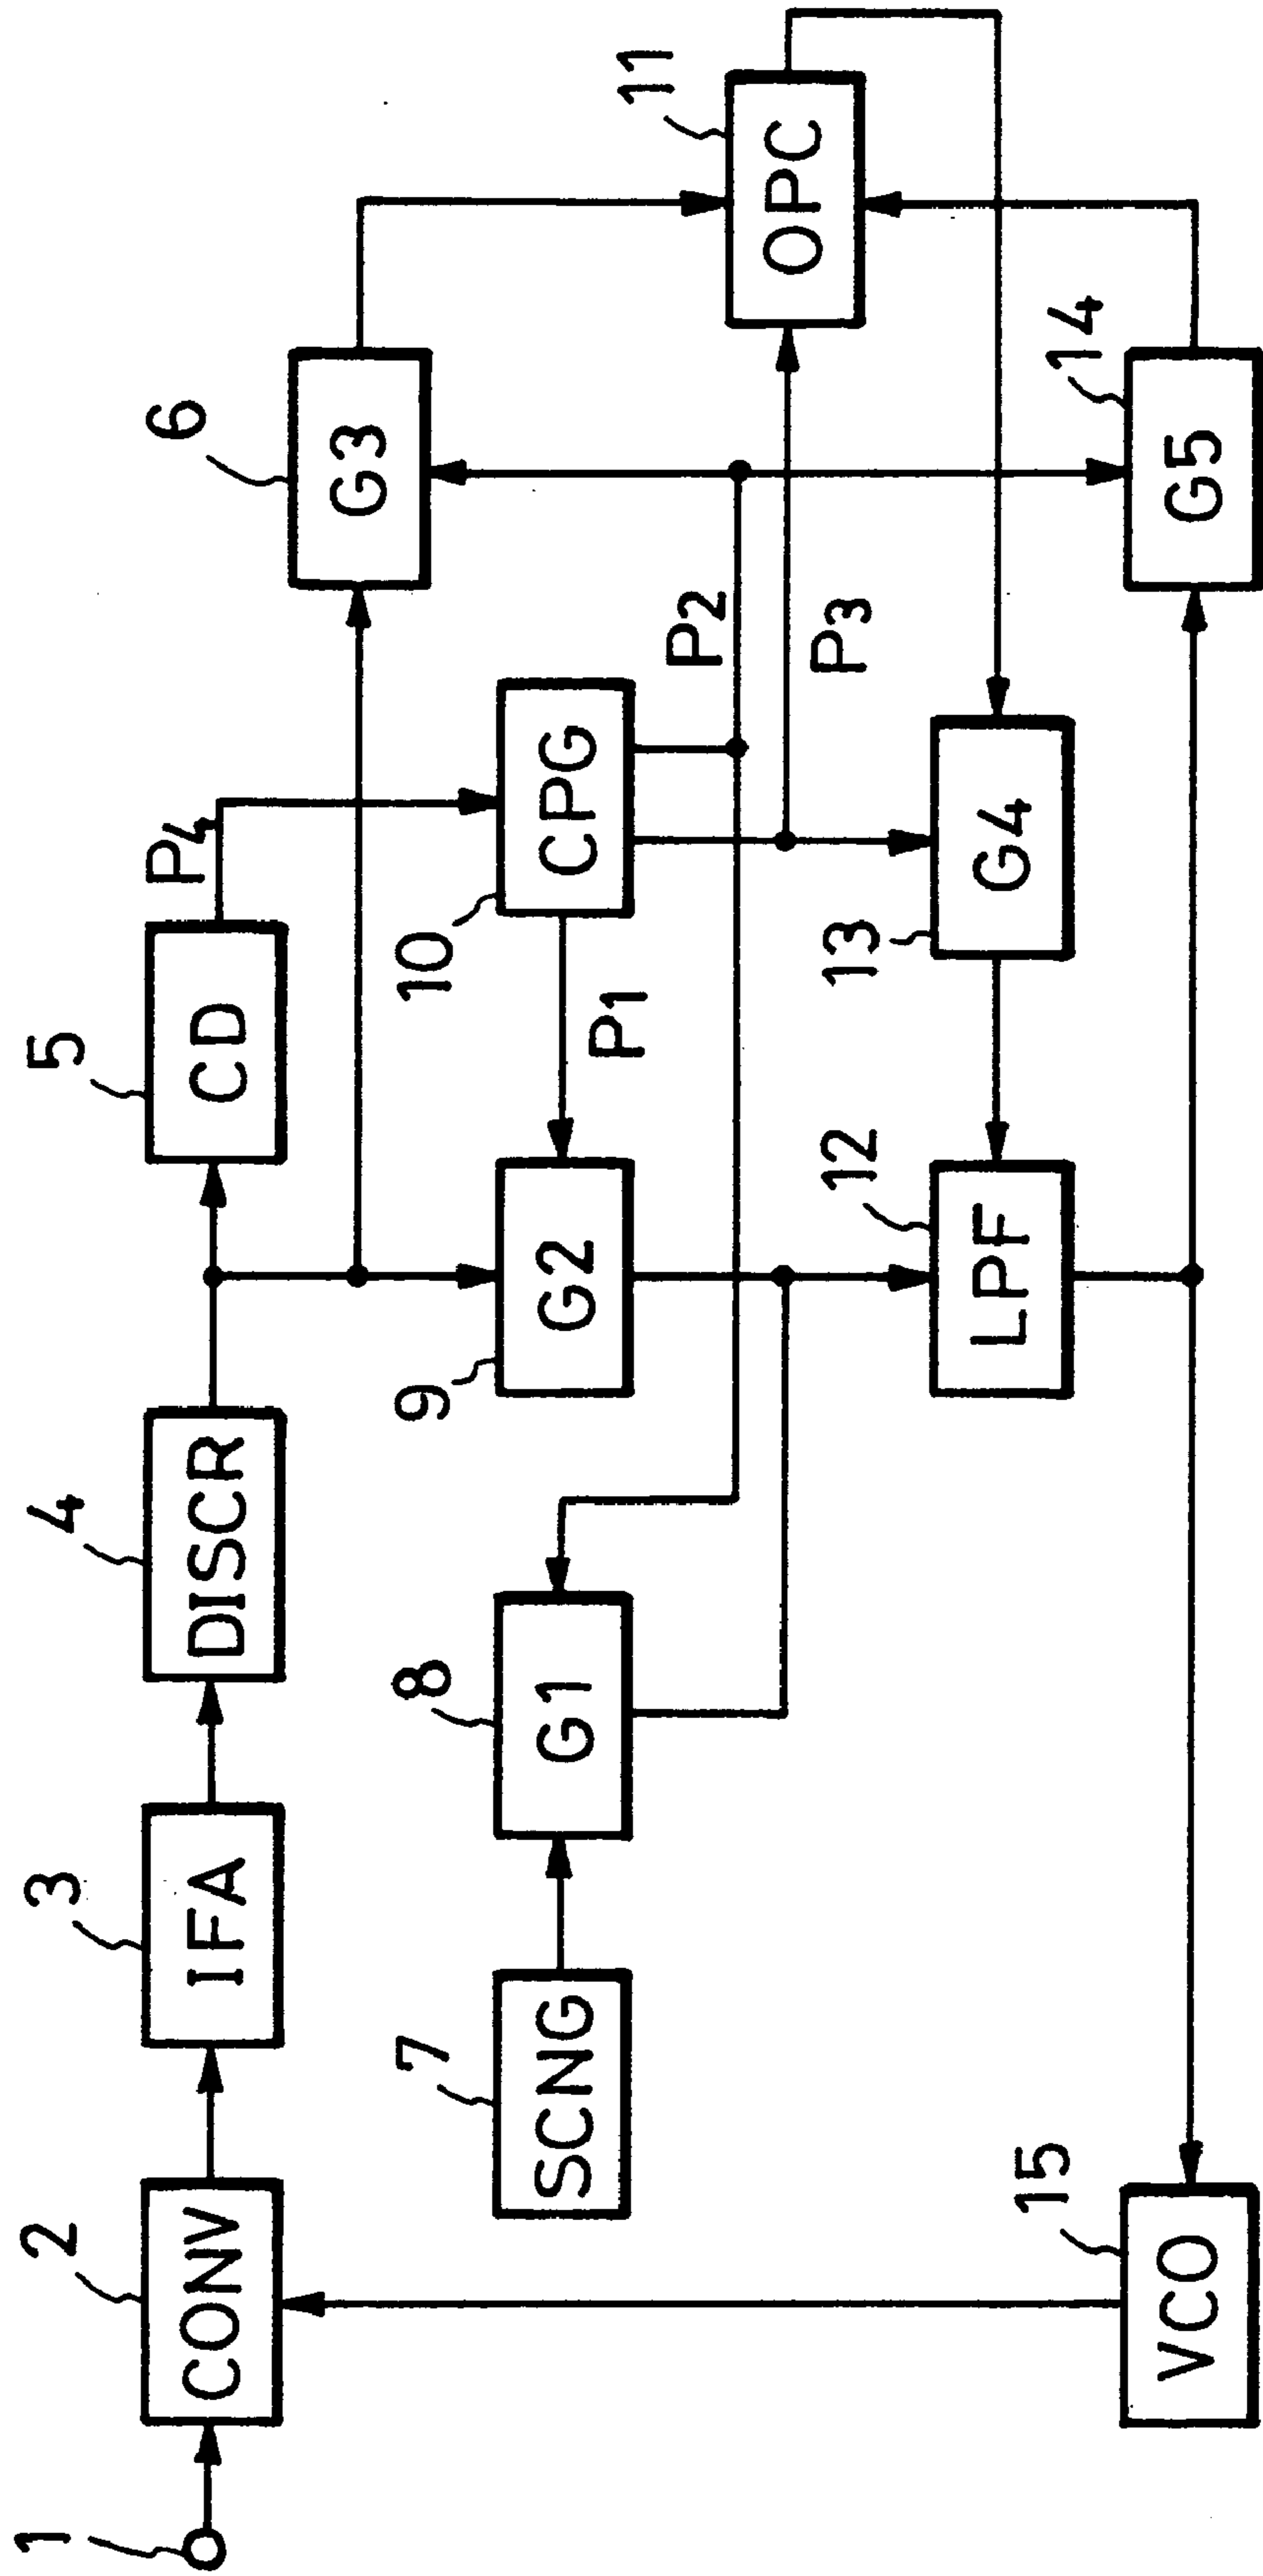 1
2
CONV
3
IFA
4
DISCR
5
CD
P4
6
G3
7
SCNG
8
G1
9
G2
10
CPG
P1
P2
P3
11
OPC
12
LPF
13
G4
14
G5
15
VCO